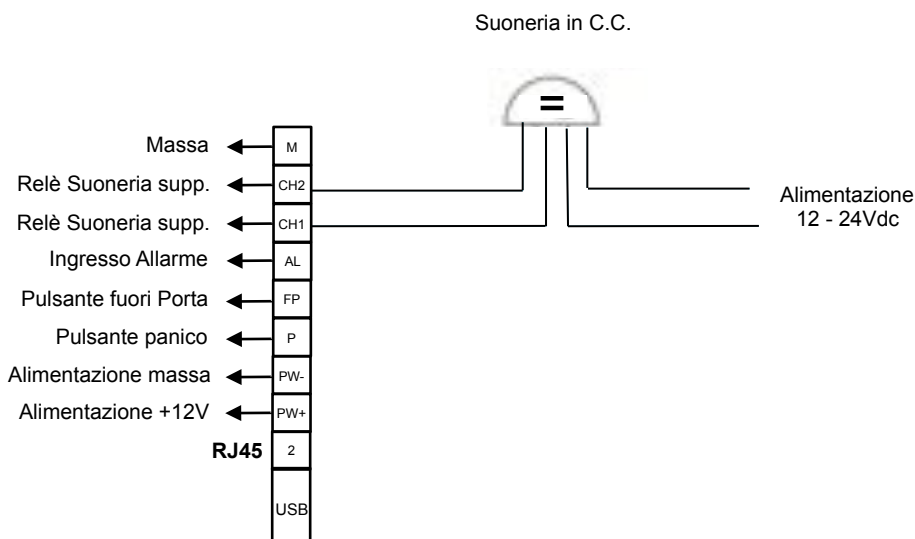 Suoneria in C.C.
=
Massa M
Relè Suoneria supp. CH2
Alimentazione
12 - 24Vdc
Relè Suoneria supp. CH1
Ingresso Allarme AL
Pulsante fuori Porta FP
Pulsante panico P
Alimentazione massa PW-
Alimentazione +12V PW+
RJ45 2
USB